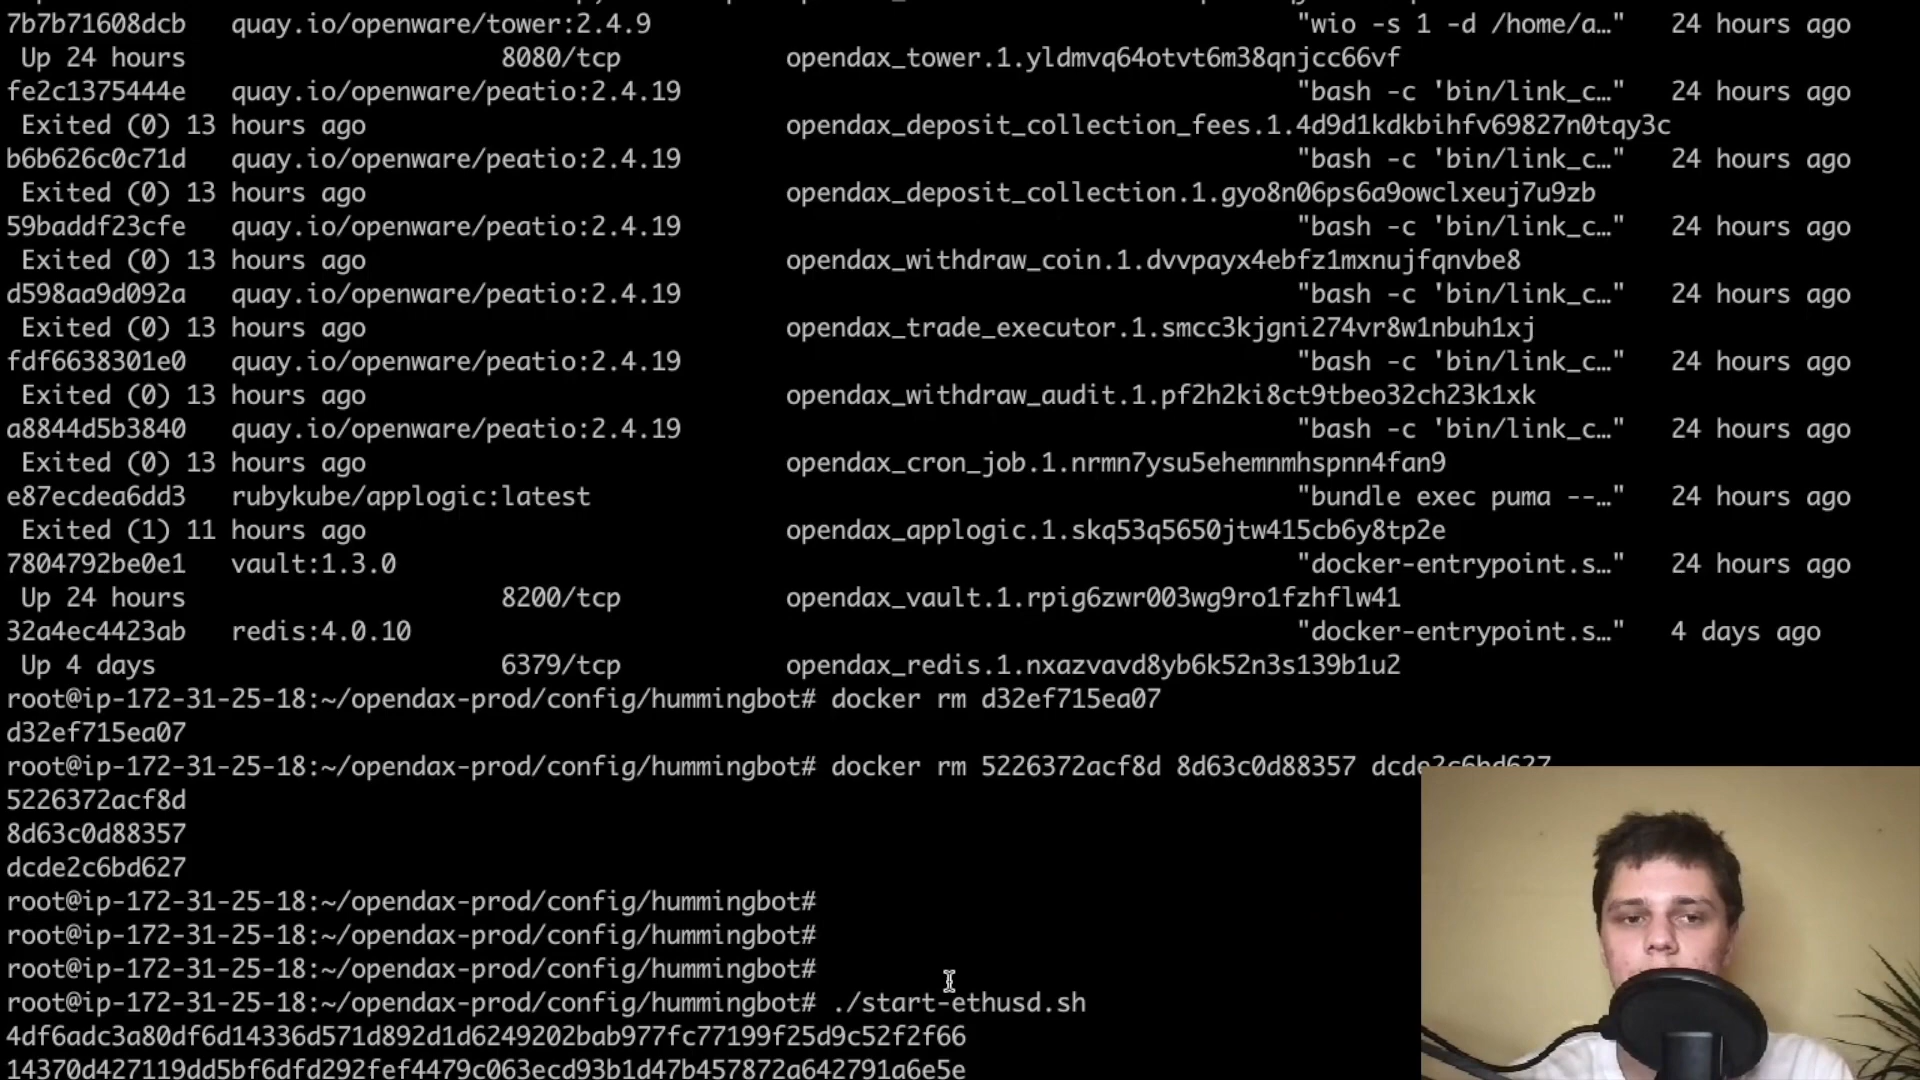 7b7b71608dcb   quay.io/openware/tower:2.4.9   "wio -s 1 -d /home/a…"   24 hours ago
Up 24 hours   8080/tcp   opendax_tower.1.yldmvq64otvt6m38qnjcc66vf
fe2c1375444e   quay.io/openware/peatio:2.4.19   "bash -c 'bin/link_c…"   24 hours ago
Exited (0) 13 hours ago   opendax_deposit_collection_fees.1.4d9d1kdkbihfv69827n0tqy3c
b6b626c0c71d   quay.io/openware/peatio:2.4.19   "bash -c 'bin/link_c…"   24 hours ago
Exited (0) 13 hours ago   opendax_deposit_collection.1.gyo8n06ps6a9owclxeuj7u9zb
59baddf23cfe   quay.io/openware/peatio:2.4.19   "bash -c 'bin/link_c…"   24 hours ago
Exited (0) 13 hours ago   opendax_withdraw_coin.1.dvvpayx4ebfz1mxnujfqnvbe8
d598aa9d092a   quay.io/openware/peatio:2.4.19   "bash -c 'bin/link_c…"   24 hours ago
Exited (0) 13 hours ago   opendax_trade_executor.1.smcc3kjgni274vr8w1nbuh1xj
fdf6638301e0   quay.io/openware/peatio:2.4.19   "bash -c 'bin/link_c…"   24 hours ago
Exited (0) 13 hours ago   opendax_withdraw_audit.1.pf2h2ki8ct9tbeo32ch23k1xk
a8844d5b3840   quay.io/openware/peatio:2.4.19   "bash -c 'bin/link_c…"   24 hours ago
Exited (0) 13 hours ago   opendax_cron_job.1.nrmn7ysu5ehemnmhspnn4fan9
e87ecdea6dd3   rubykube/applogic:latest   "bundle exec puma --…"   24 hours ago
Exited (1) 11 hours ago   opendax_applogic.1.skq53q5650jtw415cb6y8tp2e
7804792be0e1   vault:1.3.0   "docker-entrypoint.s…"   24 hours ago
Up 24 hours   8200/tcp   opendax_vault.1.rpig6zwr003wg9ro1fzhflw41
32a4ec4423ab   redis:4.0.10   "docker-entrypoint.s…"   4 days ago
Up 4 days   6379/tcp   opendax_redis.1.nxazvavd8yb6k52n3s139b1u2
root@ip-172-31-25-18:~/opendax-prod/config/hummingbot# docker rm d32ef715ea07
d32ef715ea07
root@ip-172-31-25-18:~/opendax-prod/config/hummingbot# docker rm 5226372acf8d 8d63c0d88357 dcde2c6bd627
5226372acf8d
8d63c0d88357
dcde2c6bd627
root@ip-172-31-25-18:~/opendax-prod/config/hummingbot#
root@ip-172-31-25-18:~/opendax-prod/config/hummingbot#
root@ip-172-31-25-18:~/opendax-prod/config/hummingbot#
root@ip-172-31-25-18:~/opendax-prod/config/hummingbot# ./start-ethusd.sh
4df6adc3a80df6d14336d571d892d1d6249202bab977fc77199f25d9c52f2f66
14370d427119dd5bf6dfd292fef4479c063ecd93b1d47b457872a642791a6e5e